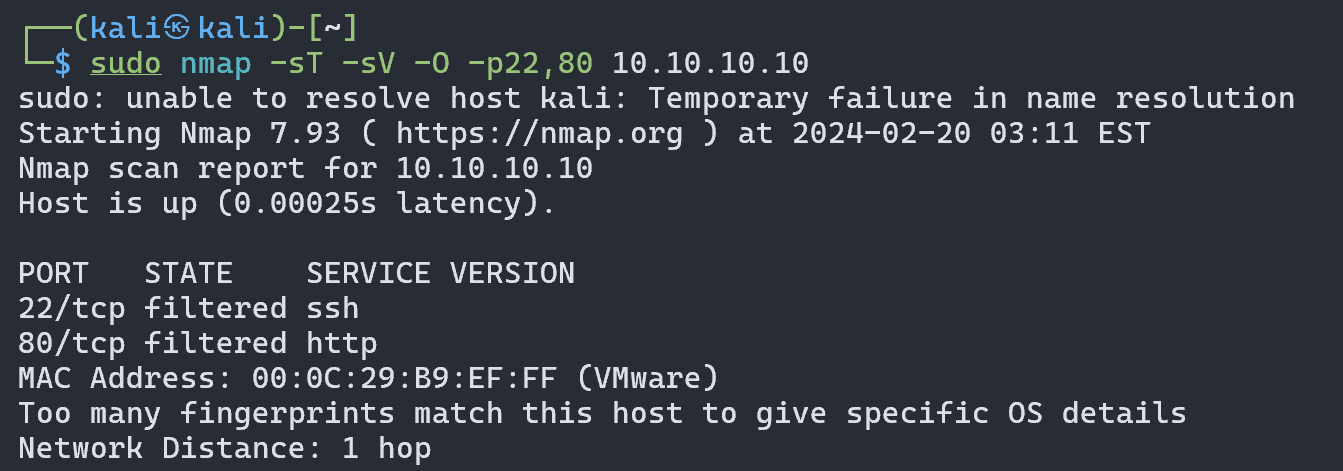 ┌──(kali㉿kali)-[~]
└─$ sudo nmap -sT -sV -O -p22,80 10.10.10.10
sudo: unable to resolve host kali: Temporary failure in name resolution
Starting Nmap 7.93 ( https://nmap.org ) at 2024-02-20 03:11 EST
Nmap scan report for 10.10.10.10
Host is up (0.00025s latency).
PORT   STATE    SERVICE VERSION
22/tcp filtered ssh
80/tcp filtered http
MAC Address: 00:0C:29:B9:EF:FF (VMware)
Too many fingerprints match this host to give specific OS details
Network Distance: 1 hop